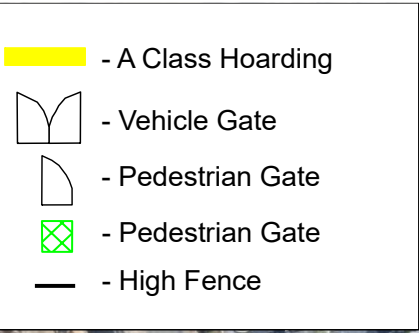 - A Class Hoarding
- Vehicle Gate
- Pedestrian Gate
- Pedestrian Gate
- High Fence